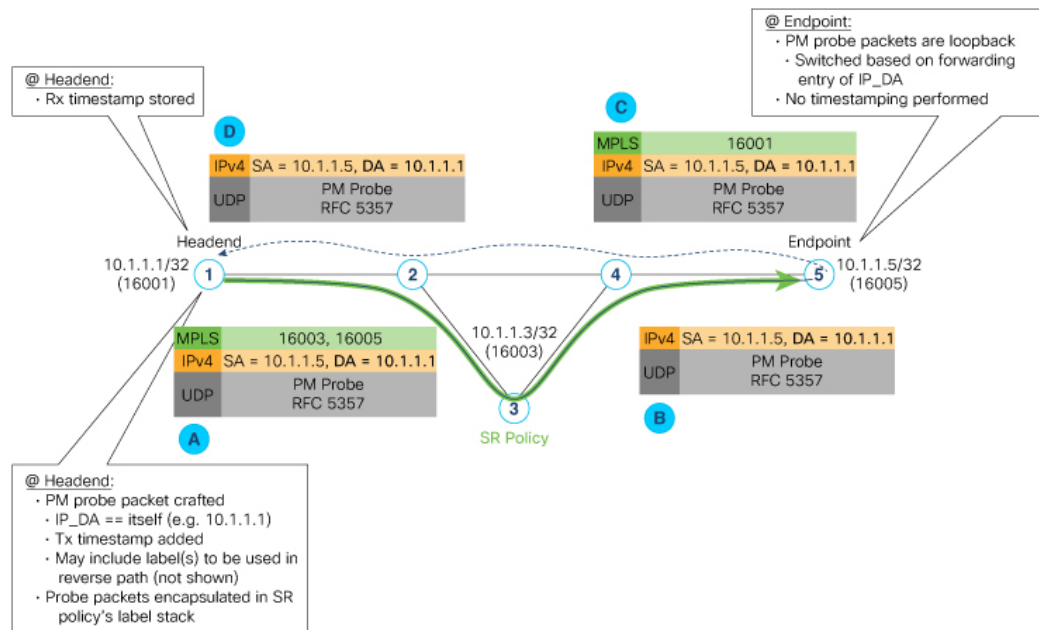 @ Endpoint:
· PM probe packets are loopback
· Switched based on forwarding
entry of IP_DA
· No timestamping performed
@ Headend:
· Rx timestamp stored
D
IPv4 SA = 10.1.1.5, DA = 10.1.1.1
UDP
PM Probe
RFC 5357
C
MPLS 16001
IPv4 SA = 10.1.1.5, DA = 10.1.1.1
UDP
PM Probe
RFC 5357
Headend
10.1.1.1/32
(16001)
1
2
4
5
Endpoint
10.1.1.5/32
(16005)
10.1.1.3/32
(16003)
3
SR Policy
MPLS 16003, 16005
IPv4 SA = 10.1.1.5, DA = 10.1.1.1
UDP
PM Probe
RFC 5357
A
IPv4 SA = 10.1.1.5, DA = 10.1.1.1
UDP
PM Probe
RFC 5357
B
@ Headend:
· PM probe packet crafted
· IP_DA == itself (e.g. 10.1.1.1)
· Tx timestamp added
· May include label(s) to be used in
reverse path (not shown)
· Probe packets encapsulated in SR
policy's label stack